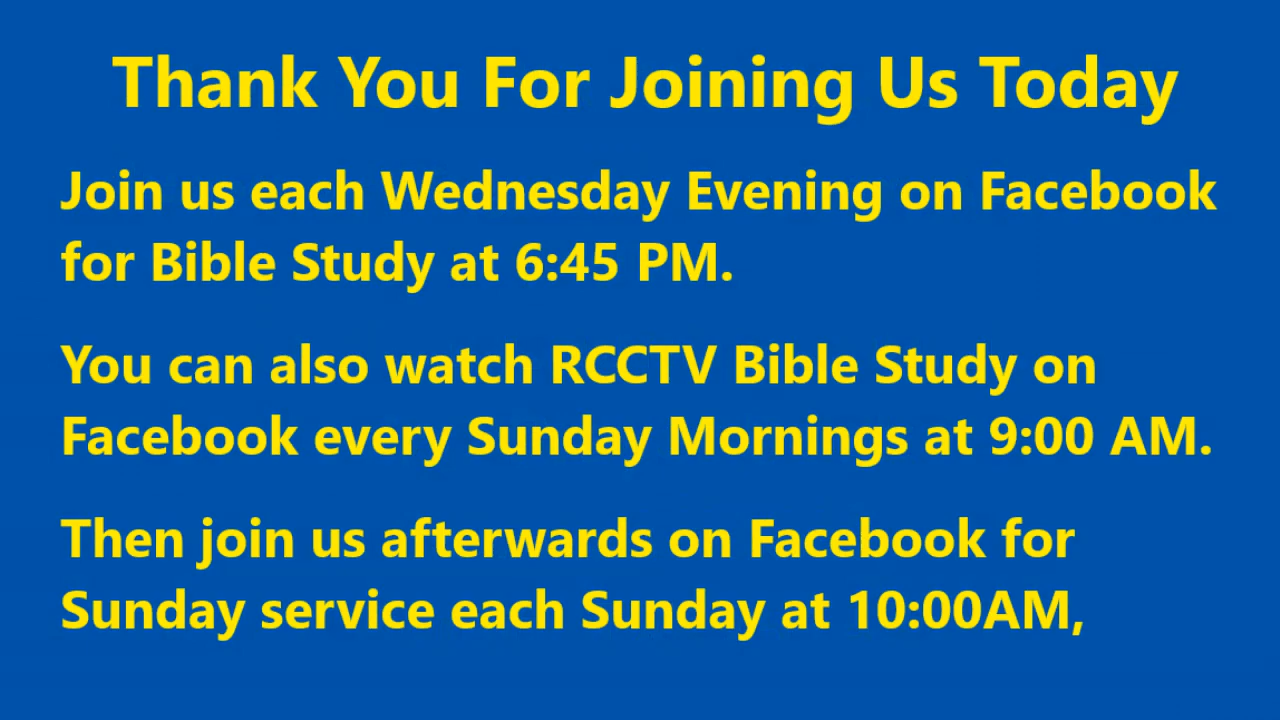 Thank You For Joining Us Today
Join us each Wednesday Evening on Facebook
for Bible Study at 6:45 PM.
You can also watch RCCTV Bible Study on
Facebook every Sunday Mornings at 9:00 AM.
Then join us afterwards on Facebook for
Sunday service each Sunday at 10:00AM,